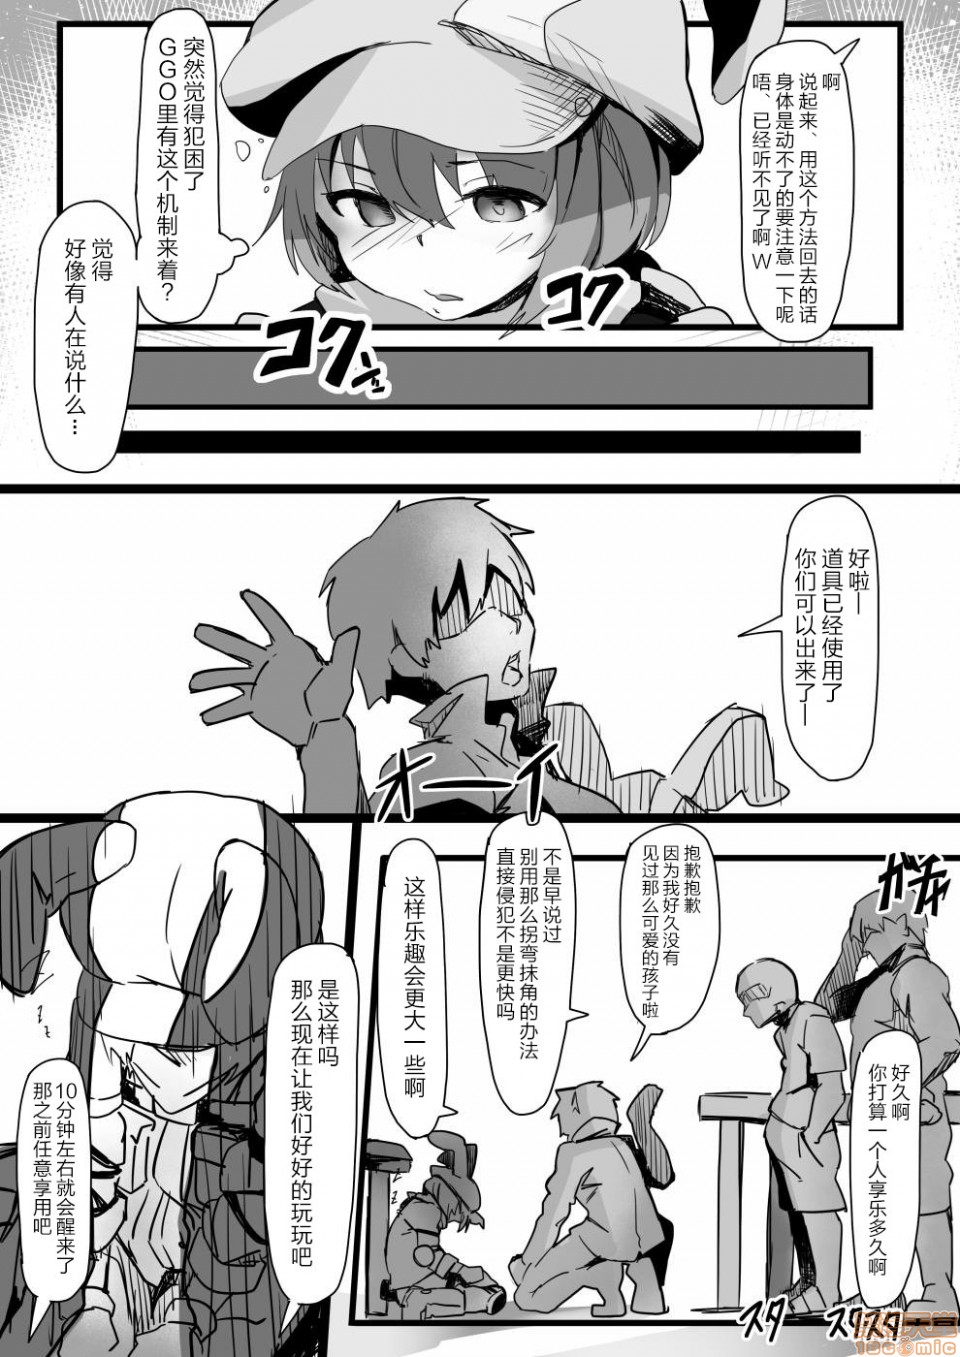 啊
说起来、用这个方法回去的话
身体是动不了的要注意一下呢
唔、已经听不见了啊W
突然觉得犯困了
GGO里有这个机制来着？
コク
コクッ
觉得
好像有人在说什么…
好啦ー
道具已经使用了
你们可以出来了ー
オーイ
ガチャ
好久啊
你打算一个人享乐多久啊
抱歉抱歉
因为我好久没有
见过那么可爱的孩子啦
不是早说过
别用那么拐弯抹角的办法
直接侵犯不是更快吗
这样乐趣会更大一些啊
スタ
スタスタ
是这样吗
那么现在让我们好好的玩玩吧
10分钟左右就会醒来了
那之前任意享用吧